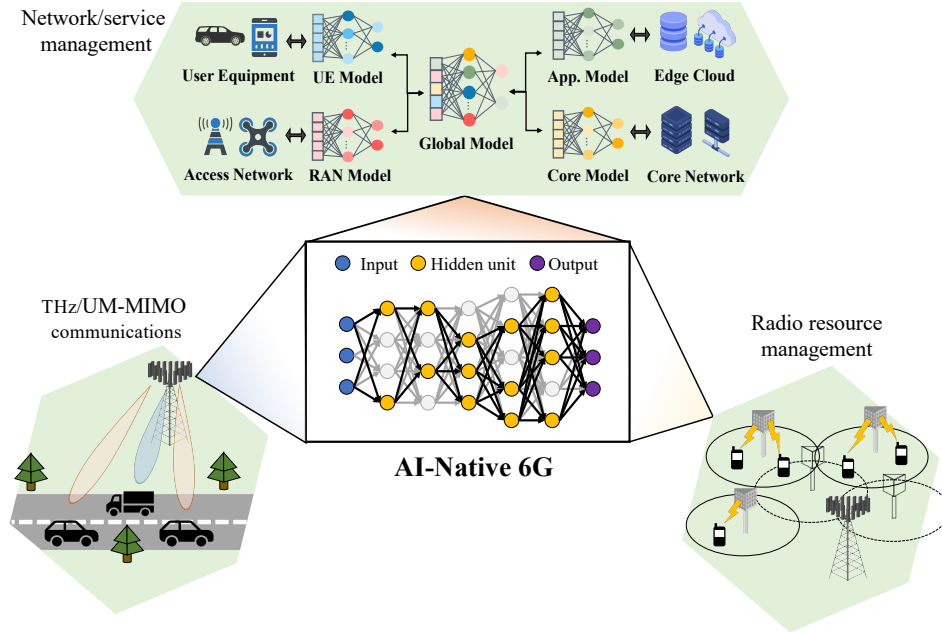 Network/service
management
User Equipment
UE Model
App. Model
Edge Cloud
Global Model
Access Network
RAN Model
Core Model
Core Network
Input
Hidden unit
Output
AI-Native 6G
THz/UM-MIMO
communications
Radio resource
management